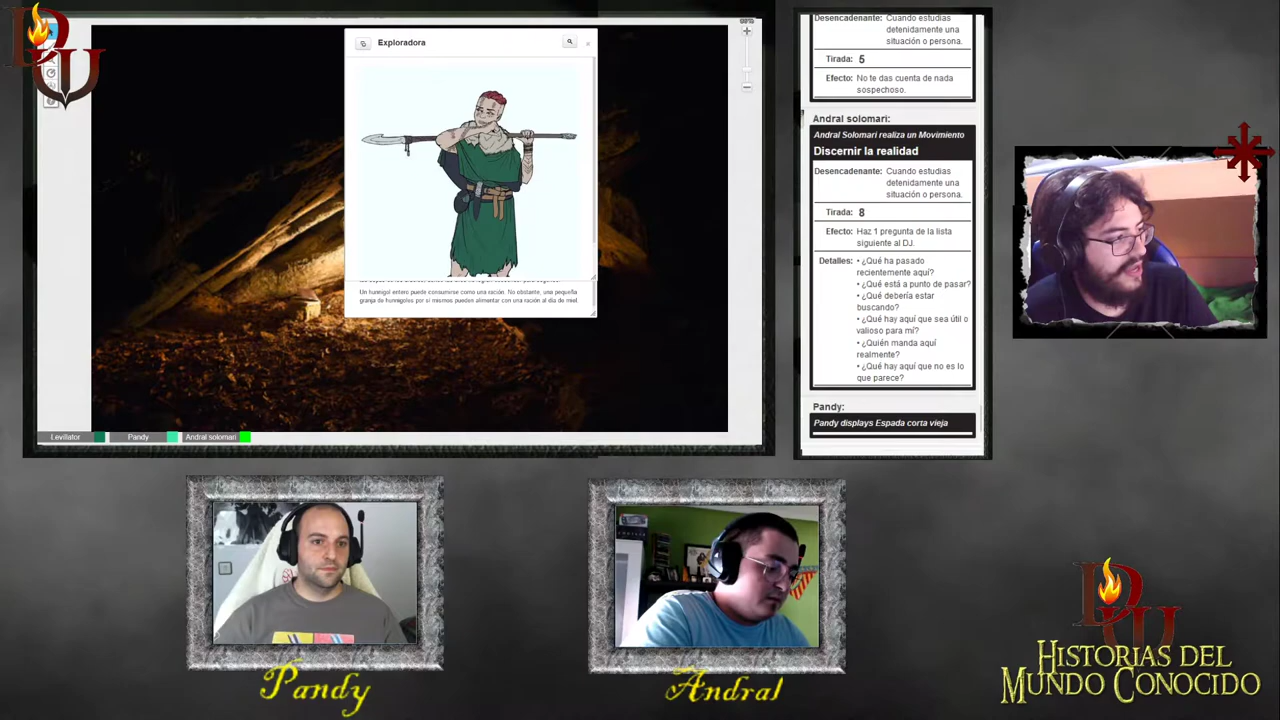 DU
Exploradora
Un hunnigol entero puede consumirse como una ración. No obstante, una pequeña
granja de hunnigoles por sí mismos pueden alimentar con una ración al día de miel.
Levillator
Pandy
Andral solomari
Desencadenante: Cuando estudias
detenidamente una
situación o persona.
Tirada: 5
Efecto: No te das cuenta de nada
sospechoso.
Andral solomari:
Andral Solomari realiza un Movimiento
Discernir la realidad
Desencadenante: Cuando estudias
detenidamente una
situación o persona.
Tirada: 8
Efecto: Haz 1 pregunta de la lista
siguiente al DJ.
Detalles: • ¿Qué ha pasado
recientemente aquí?
• ¿Qué está a punto de pasar?
• ¿Qué debería estar
buscando?
• ¿Qué hay aquí que sea útil o
valioso para mí?
• ¿Quién manda aquí
realmente?
• ¿Qué hay aquí que no es lo
que parece?
Pandy:
Pandy displays Espada corta vieja
Pandy
Andral
DU
Historias del
Mundo Conocido